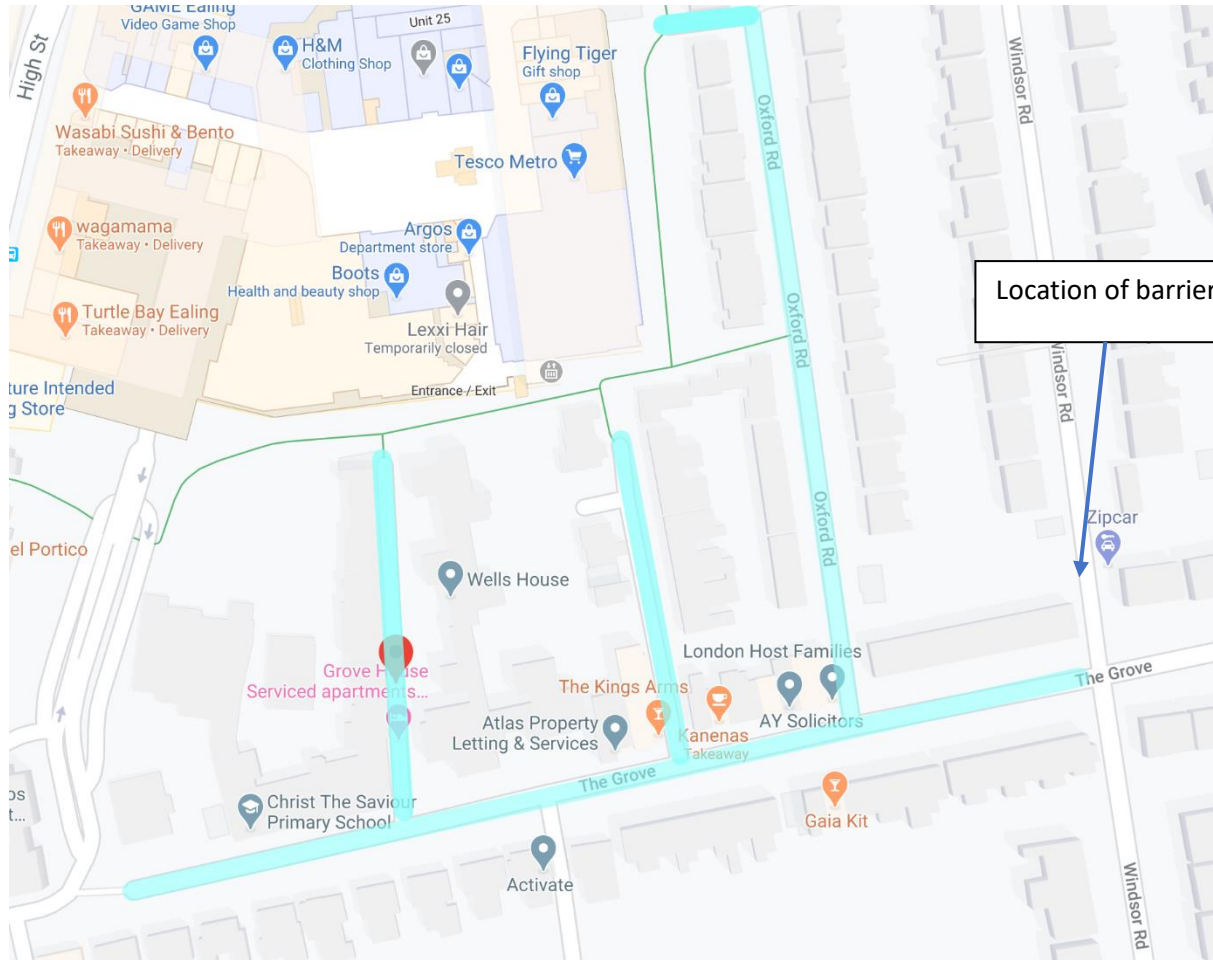 GAME Ealing
Video Game Shop
Unit 25
High St
H&M
Clothing Shop
Flying Tiger
Gift shop
Windsor Rd
Wasabi Sushi & Bento
Takeaway • Delivery
Oxford Rd
Tesco Metro
wagamama
Takeaway • Delivery
Argos
Department store
Boots
Health and beauty shop
Location of barrier
Turtle Bay Ealing
Takeaway • Delivery
Lexxi Hair
Temporarily closed
Oxford Rd
Windsor Rd
ture Intended
g Store
Entrance / Exit
Oxford Rd
Zipcar
el Portico
Wells House
London Host Families
The Grove
Grove House
Serviced apartments...
The Kings Arms
AY Solicitors
Atlas Property
Letting & Services
Kanenas
Takeaway
The Grove
os
t...
Christ The Saviour
Primary School
Gaia Kit
Activate
Windsor Rd